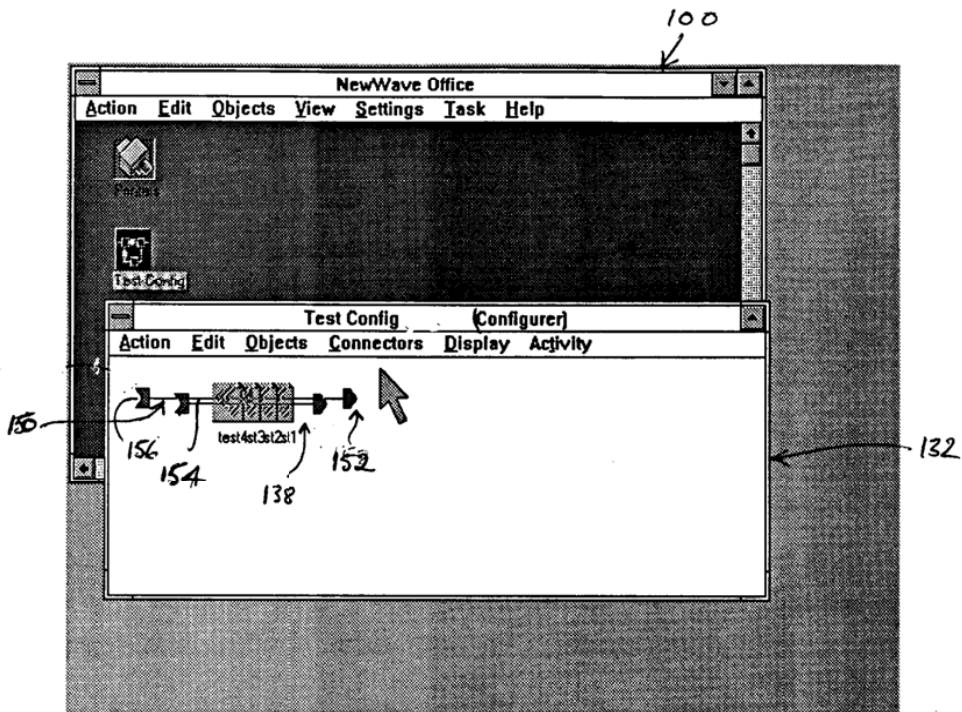 100
NewWave Office
Action Edit Objects View Settings Task Help
Test Config
Test Config (Configurer)
Action Edit Objects Connectors Display Activity
150
156
154
test4st3st2st1
138
152
132